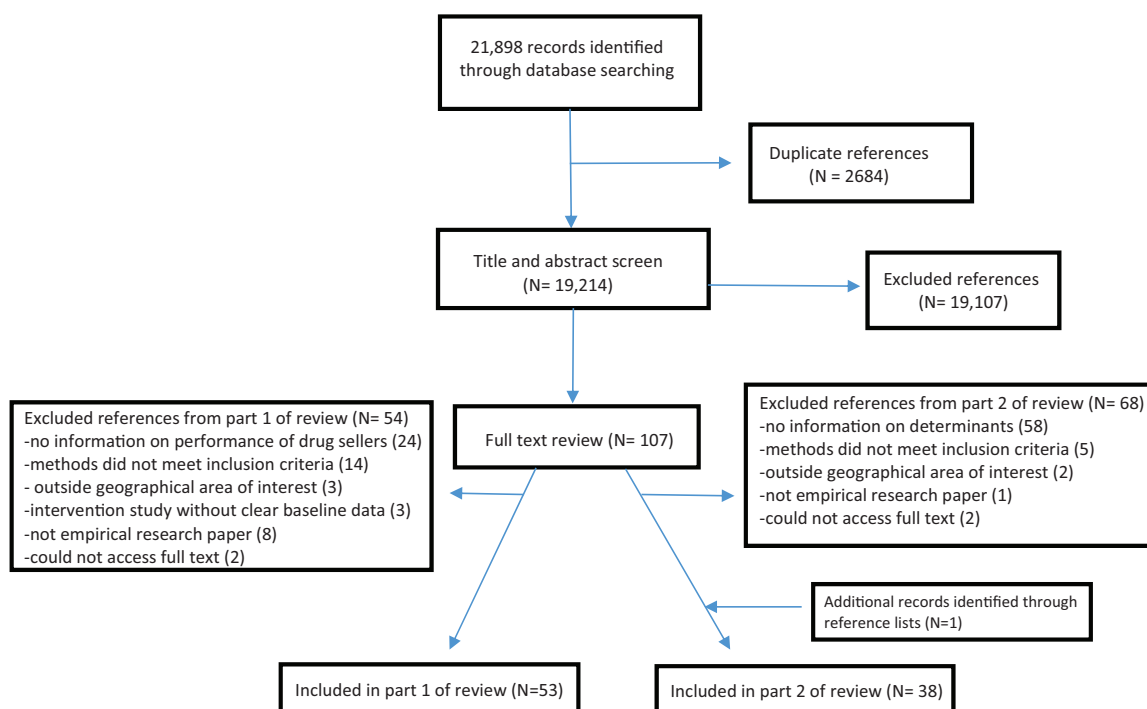 21,898 records identified
through database searching
Duplicate references
(N = 2684)
Title and abstract screen
(N= 19,214)
Excluded references
(N= 19,107)
Excluded references from part 1 of review (N= 54)
-no information on performance of drug sellers (24)
-methods did not meet inclusion criteria (14)
- outside geographical area of interest (3)
-intervention study without clear baseline data (3)
-not empirical research paper (8)
-could not access full text (2)
Full text review (N= 107)
Excluded references from part 2 of review (N= 68)
-no information on determinants (58)
-methods did not meet inclusion criteria (5)
-outside geographical area of interest (2)
-not empirical research paper (1)
-could not access full text (2)
Additional records identified through
reference lists (N=1)
Included in part 1 of review (N=53)
Included in part 2 of review (N= 38)